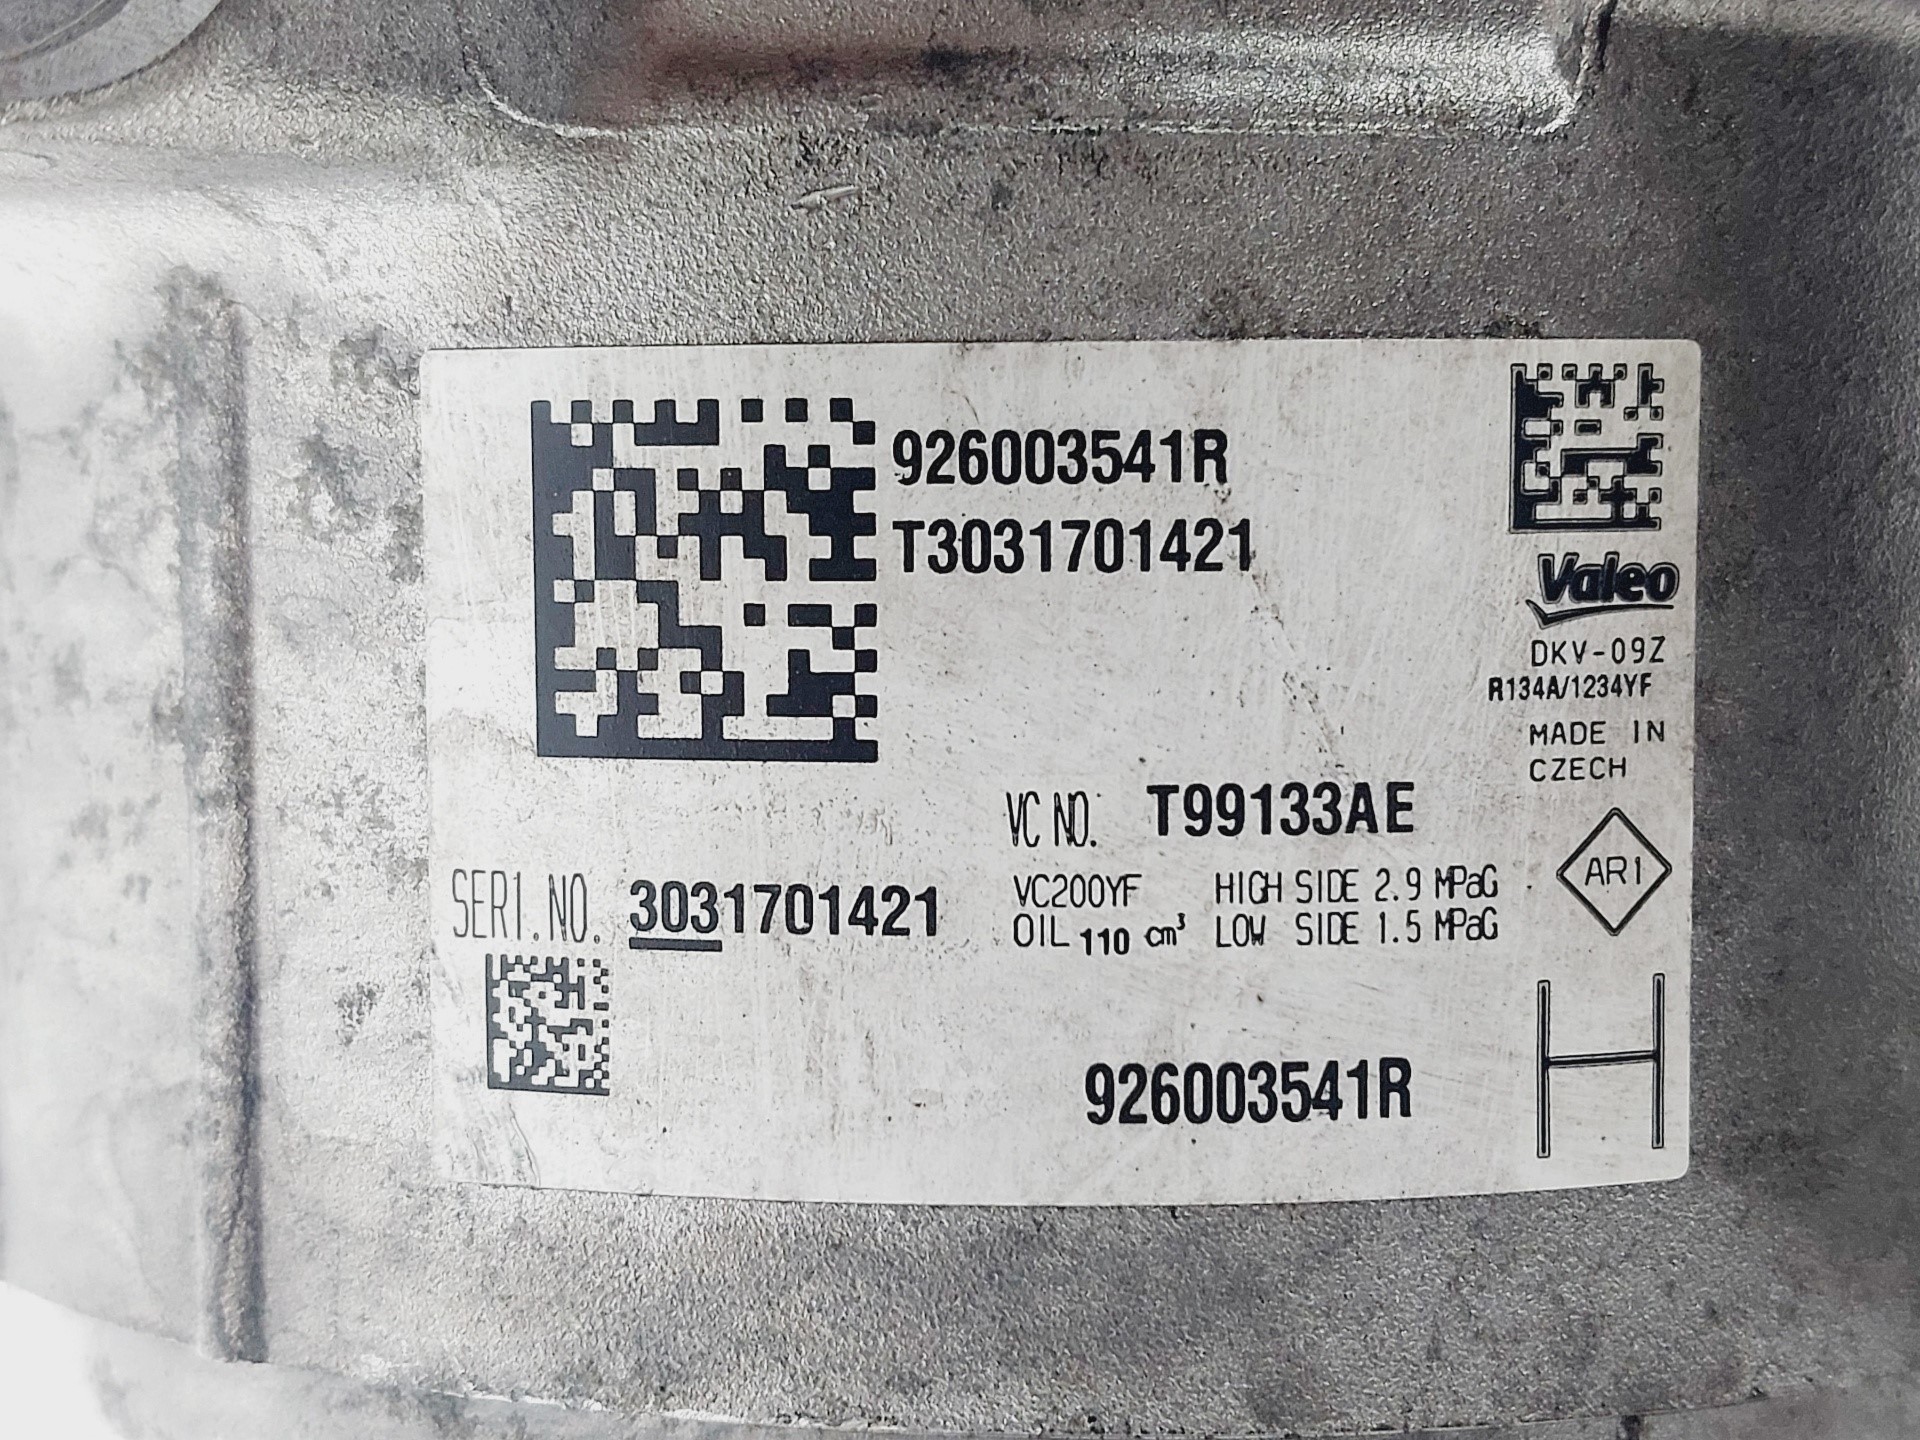 926003541R
T3031701421
Valeo
DKV-09Z
R134A/1234YF
MADE IN
CZECH
VC NO. T99133AE
AR1
SER1.NO. 3031701421
VC200YF HIGH SIDE 2.9 MPaG
OIL 110 cm³ LOW SIDE 1.5 MPaG
926003541R
H